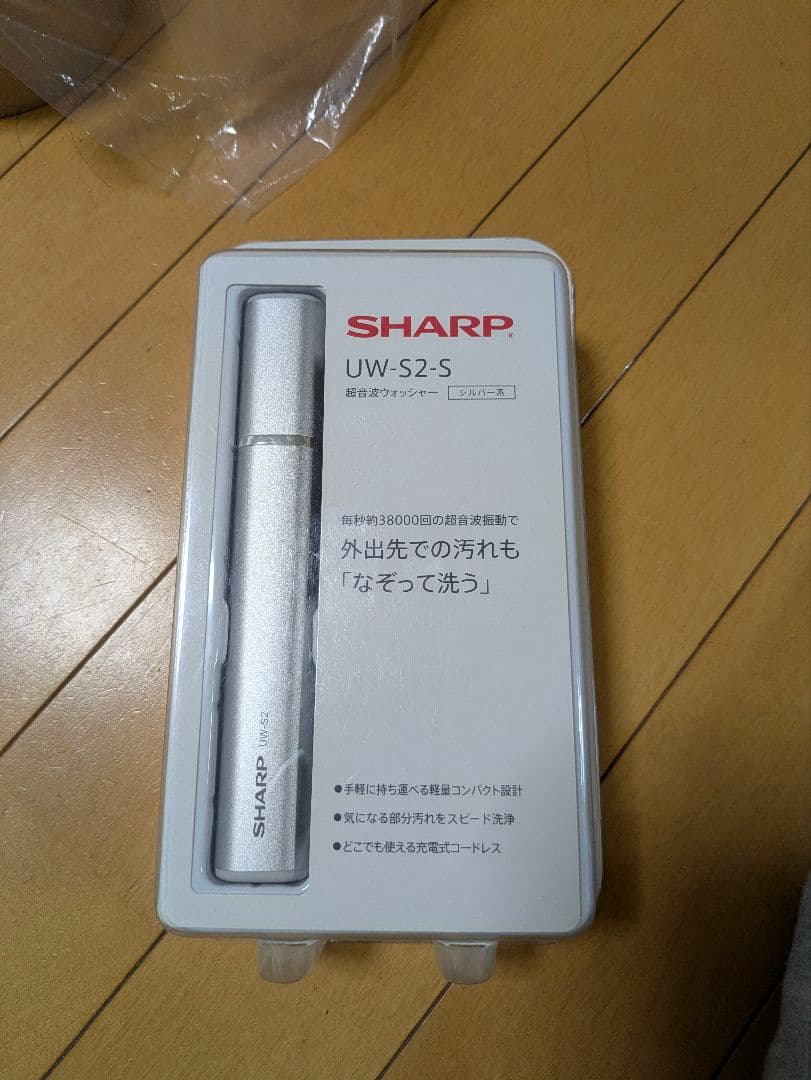 SHARP®
UW-S2-S
超音波ウォッシャー シルバー系
毎秒約38000回の超音波振動で
外出先での汚れも
「なぞって洗う」
●手軽に持ち運べる軽量コンパクト設計
●気になる部分汚れをスピード洗浄
●どこでも使える充電式コードレス
SHARP UW-S2